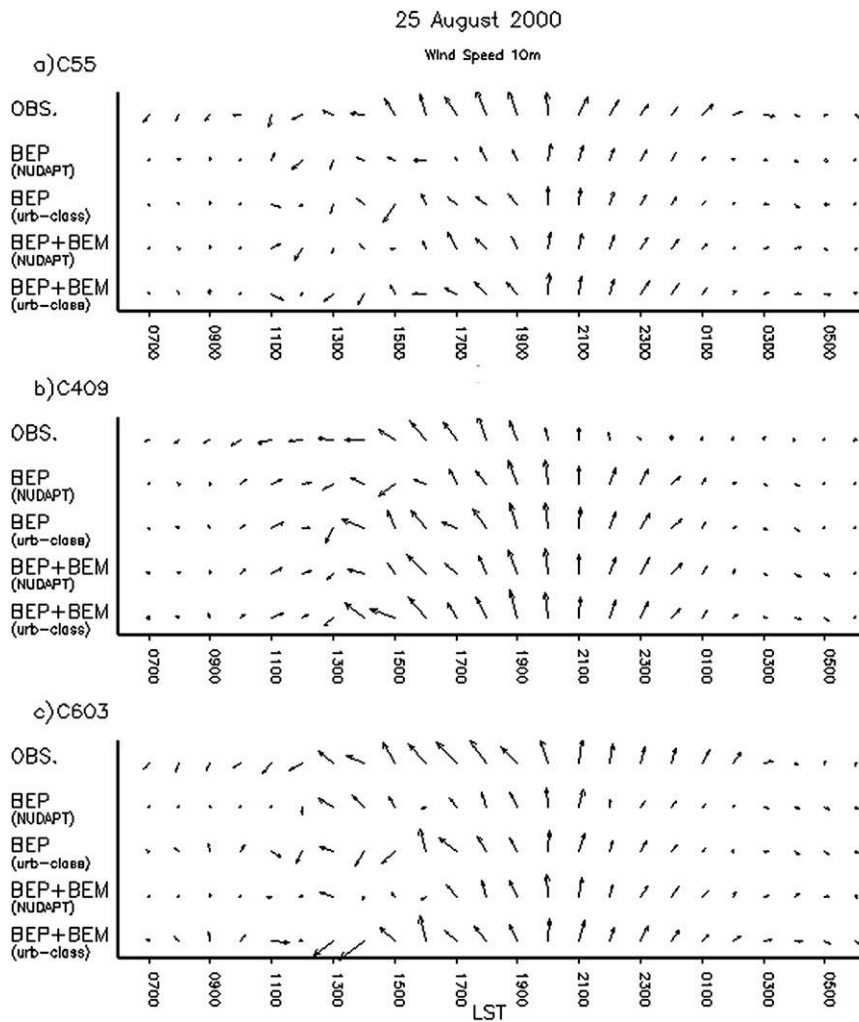 25 August 2000
Wind Speed 10m
a)C55
OBS.
BEP
(NUDAPT)
BEP
(urb-class)
BEP+BEM
(NUDAPT)
BEP+BEM
(urb-class)
0700 0900 1100 1300 1500 1700 1900 2100 2300 0100 0300 0500
b)C409
OBS.
BEP
(NUDAPT)
BEP
(urb-class)
BEP+BEM
(NUDAPT)
BEP+BEM
(urb-class)
0700 0900 1100 1300 1500 1700 1900 2100 2300 0100 0300 0500
c)C603
OBS.
BEP
(NUDAPT)
BEP
(urb-class)
BEP+BEM
(NUDAPT)
BEP+BEM
(urb-class)
0700 0900 1100 1300 1500 1700 1900 2100 2300 0100 0300 0500
LST